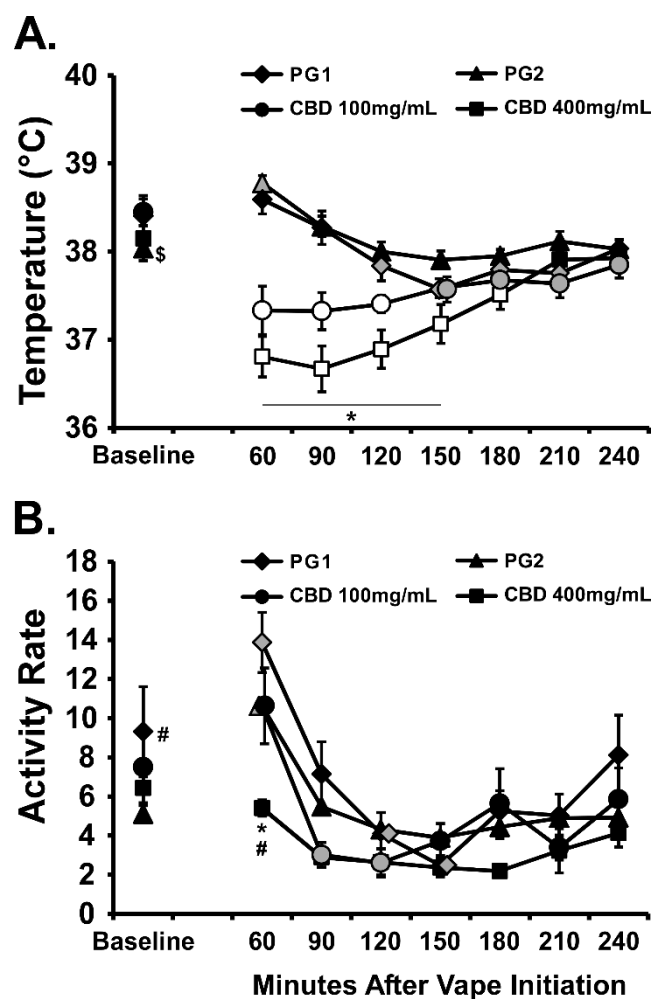 A.
Temperature (°C)
40
39
38
37
36
PG1
PG2
CBD 100mg/mL
CBD 400mg/mL
$
*
Baseline
60 90 120 150 180 210 240
B.
Activity Rate
18
16
14
12
10
8
6
4
2
0
PG1
PG2
CBD 100mg/mL
CBD 400mg/mL
#
*
#
Baseline
60 90 120 150 180 210 240
Minutes After Vape Initiation